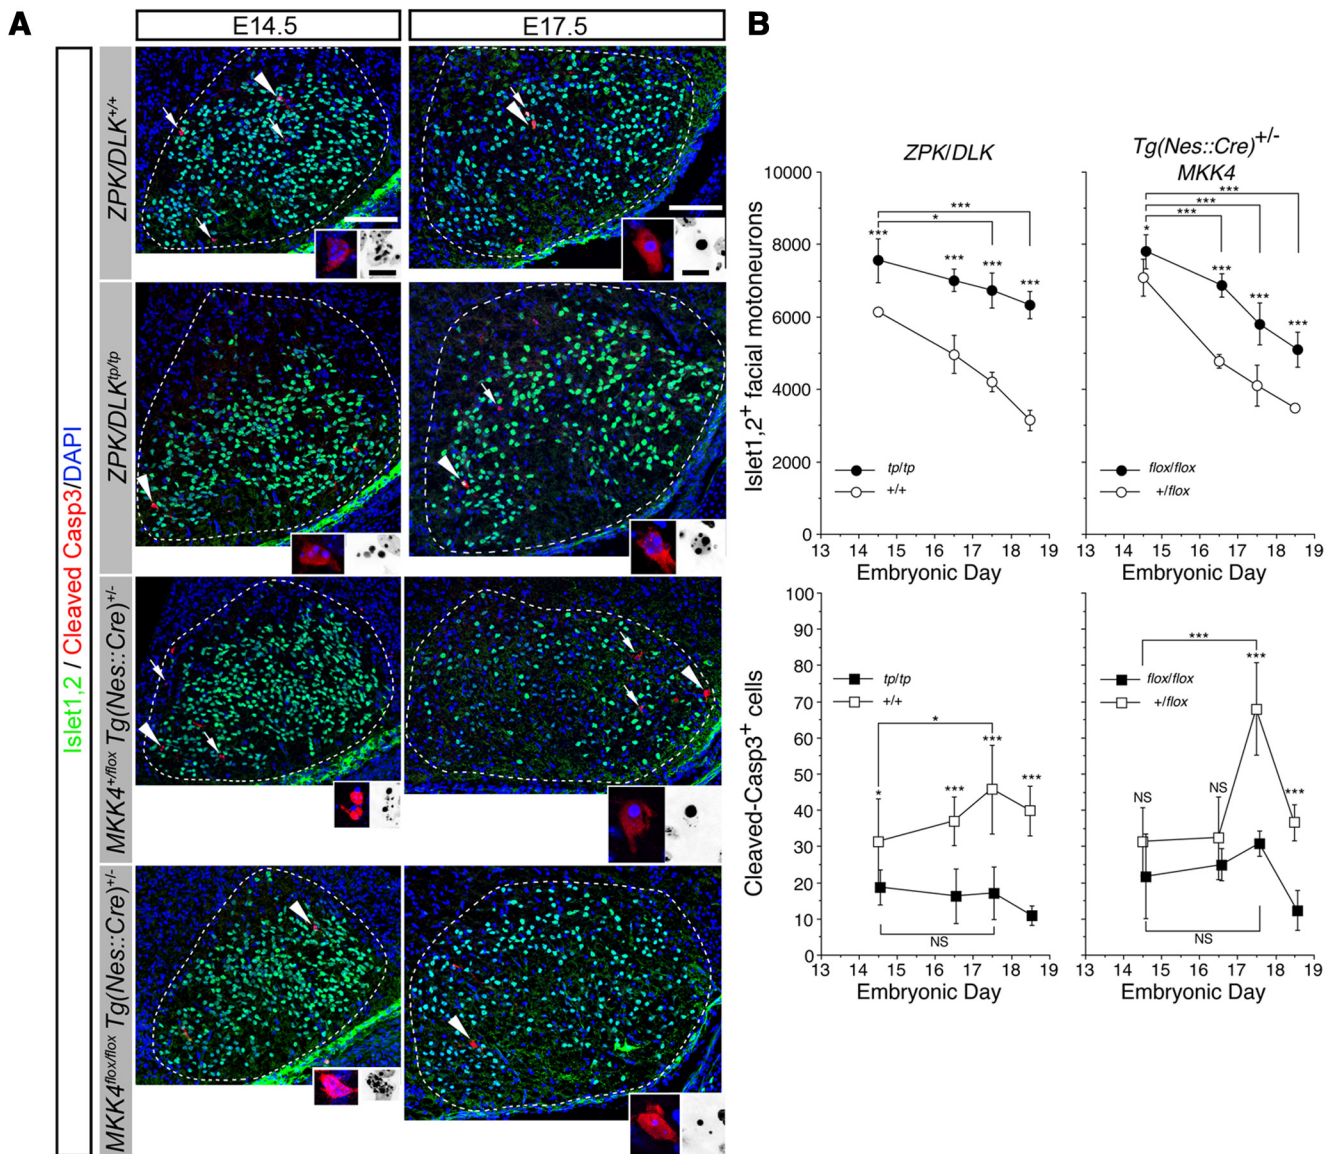 A
B
E14.5
E17.5
Islet1,2 / Cleaved Casp3/DAPI
ZPK/DLK+/+
ZPK/DLKtp/tp
MKK4+/flox Tg(Nes::Cre)+/-
MKK4flox/flox Tg(Nes::Cre)+/-
ZPK/DLK
Tg(Nes::Cre)+/-
MKK4
Islet1,2+ facial motoneurons
10000
8000
6000
4000
2000
0
***
*
***
***
***
***
tp/tp
+/+
13 14 15 16 17 18 19
Embryonic Day
***
***
***
*
***
***
***
flox/flox
+/flox
13 14 15 16 17 18 19
Embryonic Day
Cleaved-Casp3+ cells
100
90
80
70
60
50
40
30
20
10
0
tp/tp
+/+
*
***
*
***
***
NS
13 14 15 16 17 18 19
Embryonic Day
***
***
flox/flox
+/flox
NS
NS
***
NS
13 14 15 16 17 18 19
Embryonic Day